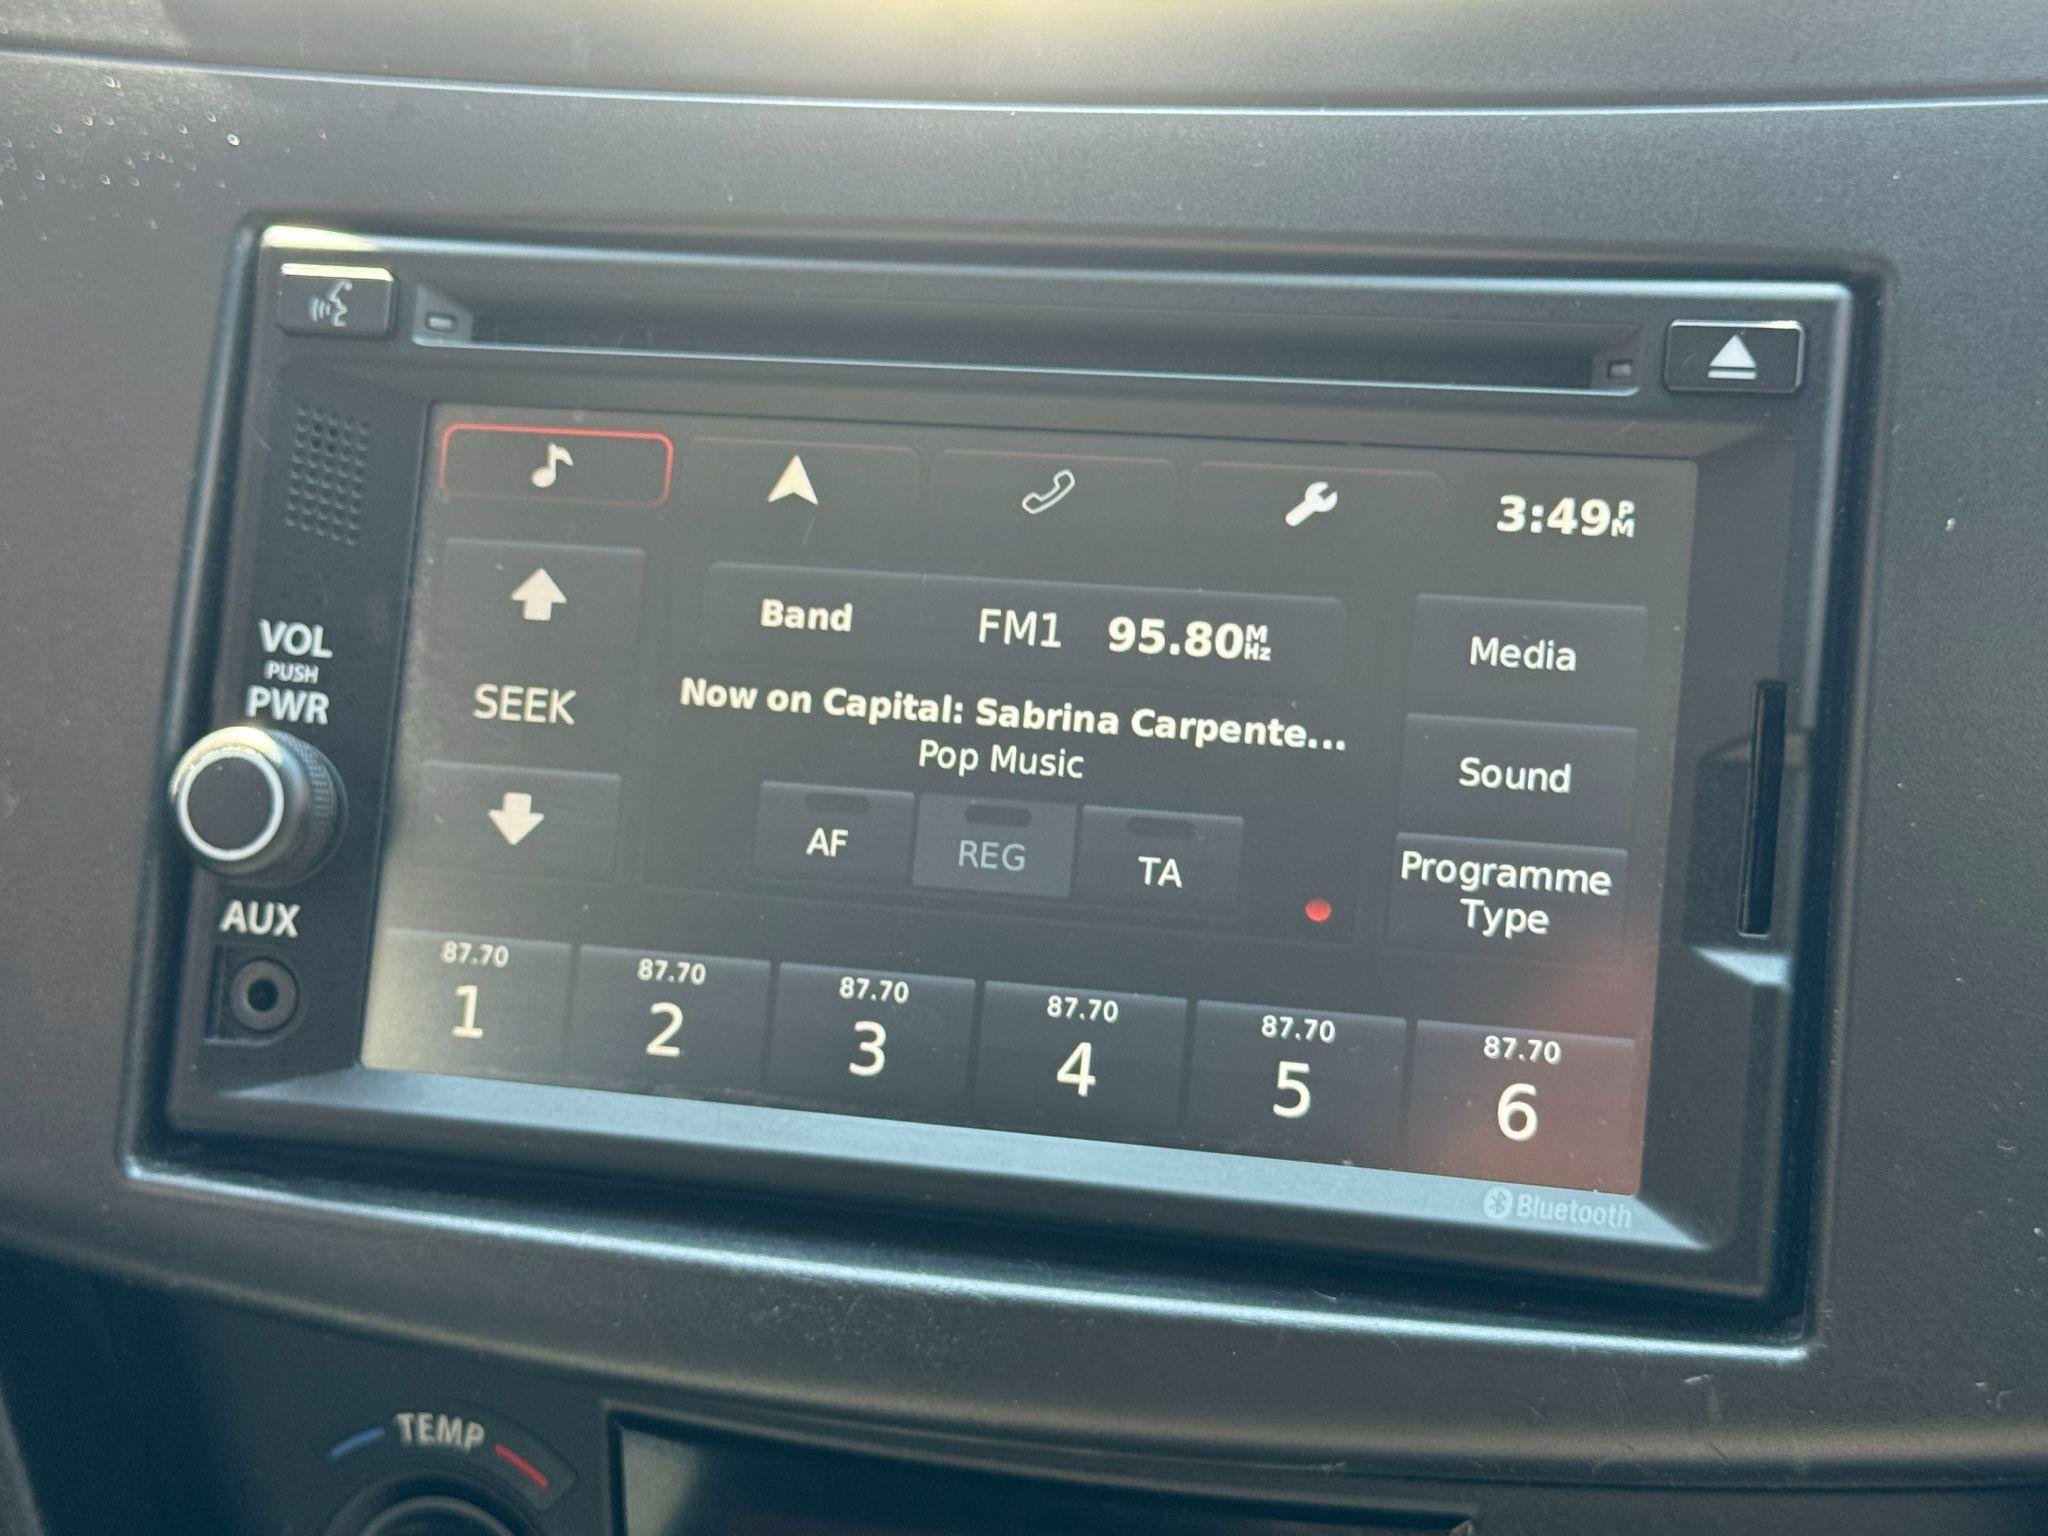 3:49PM
Band FM1 95.80MHz
Media
VOL
PUSH
PWR
SEEK
Now on Capital: Sabrina Carpente...
Pop Music
Sound
AF REG TA
Programme
Type
AUX
87.70 87.70 87.70 87.70 87.70 87.70
1 2 3 4 5 6
Bluetooth
TEMP